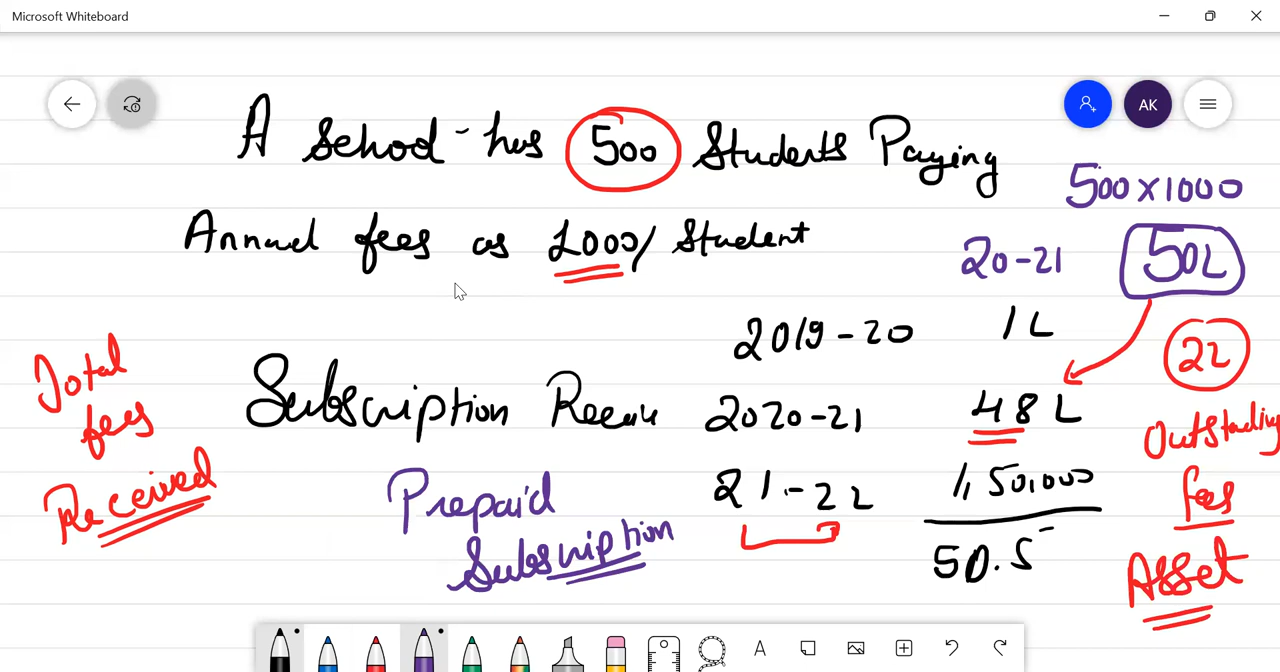 Microsoft Whiteboard
AK
A School has 500 Students Paying
500 x 1000
Annual fees as 1000/ Student
20-21 50L
2019-20 1L
2L
Total
fees
Received
Subscription
2020-21 48L
Outstanding
fees
Asset
Prepaid
Subscription
21-22 1,50,000
50.5
A